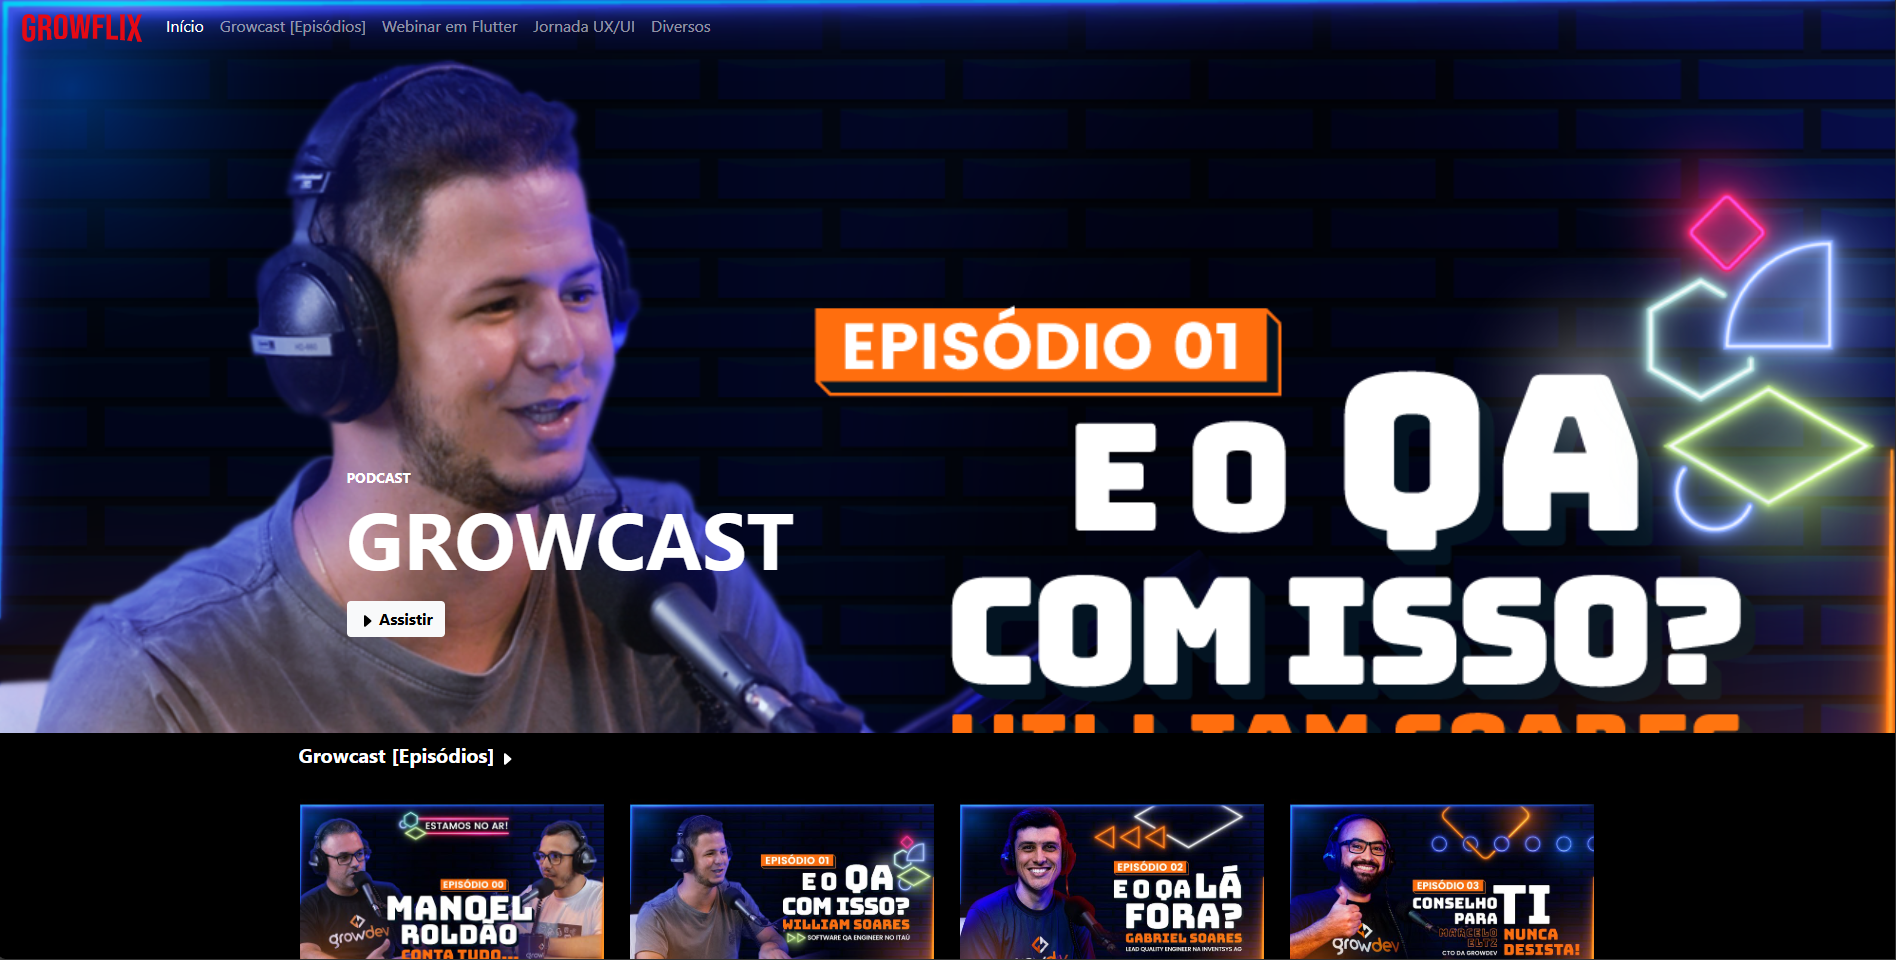 GROWFLIX
Início
Growcast [Episódios]
Webinar em Flutter
Jornada UX/UI
Diversos
EPISÓDIO 01
E O QA
COM ISSO?
WILLIAM SOARES
PODCAST
GROWCAST
Assistir
Growcast [Episódios]
ESTAMOS NO AR!
EPISÓDIO 00
MANOEL
ROLDÃO
CONTA TUDO...
growdev
EPISÓDIO 01
E O QA
COM ISSO?
WILLIAM SOARES
SOFTWARE QA ENGINEER NO ITAÚ
EPISÓDIO 02
E O QA LÁ
FORA?
GABRIEL SOARES
LEAD QUALITY ENGINEER NA INVENTSYS AG
growdev
EPISÓDIO 03
CONSELHO
PARA TI
MARCELO
ELTZ
CTO DA GROWDEV
NUNCA
DESISTA!
growdev